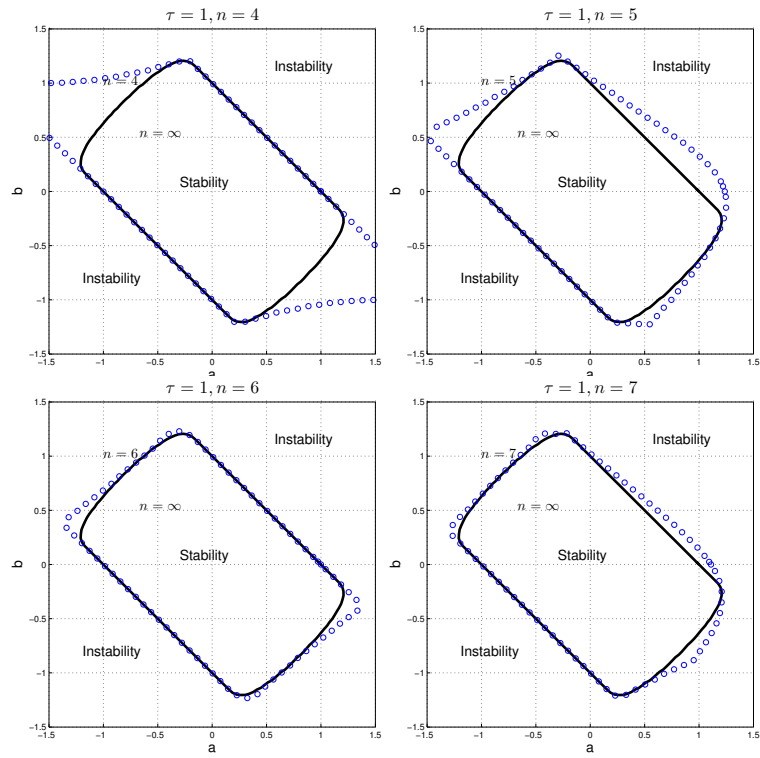 τ = 1, n = 4
1.5
1
0.5
0
−0.5
−1
−1.5
b
n = 4
n = ∞
Instability
Stability
Instability
−1.5 −1 −0.5 0 0.5 1 1.5
a
τ = 1, n = 5
1.5
1
0.5
0
−0.5
−1
−1.5
b
n = 5
n = ∞
Instability
Stability
Instability
−1.5 −1 −0.5 0 0.5 1 1.5
a
τ = 1, n = 6
1.5
1
0.5
0
−0.5
−1
−1.5
b
n = 6
n = ∞
Instability
Stability
Instability
−1.5 −1 −0.5 0 0.5 1 1.5
a
τ = 1, n = 7
1.5
1
0.5
0
−0.5
−1
−1.5
b
n = 7
n = ∞
Instability
Stability
Instability
−1.5 −1 −0.5 0 0.5 1 1.5
a